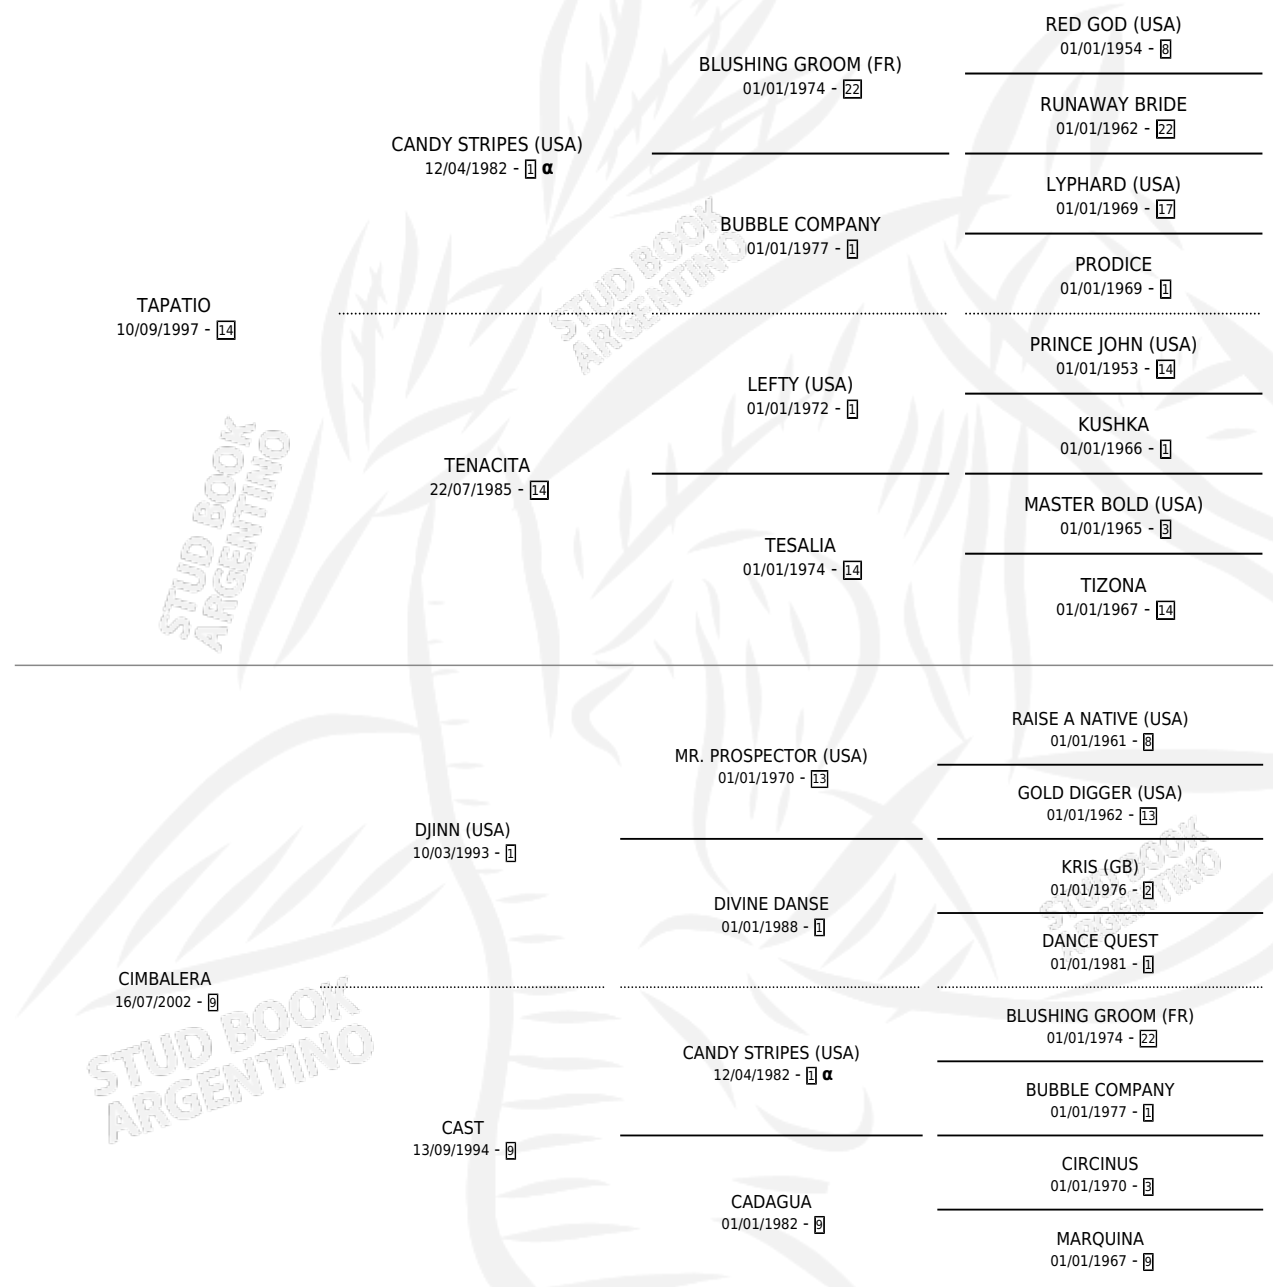 TAPATIO
10/09/1997 - 14
CANDY STRIPES (USA)
12/04/1982 - 1 α
TENACITA
22/07/1985 - 14
BLUSHING GROOM (FR)
01/01/1974 - 22
BUBBLE COMPANY
01/01/1977 - 1
LEFTY (USA)
01/01/1972 - 1
TESALIA
01/01/1974 - 14
RED GOD (USA)
01/01/1954 - 8
RUNAWAY BRIDE
01/01/1962 - 22
LYPHARD (USA)
01/01/1969 - 17
PRODICE
01/01/1969 - 1
PRINCE JOHN (USA)
01/01/1953 - 14
KUSHKA
01/01/1966 - 1
MASTER BOLD (USA)
01/01/1965 - 3
TIZONA
01/01/1967 - 14
STUD BOOK
ARGENTINO
STUD BOOK
ARGENTINO
CIMBALERA
16/07/2002 - 9
DJINN (USA)
10/03/1993 - 1
CAST
13/09/1994 - 9
MR. PROSPECTOR (USA)
01/01/1970 - 13
DIVINE DANSE
01/01/1988 - 1
CANDY STRIPES (USA)
12/04/1982 - 1 α
CADAGUA
01/01/1982 - 9
RAISE A NATIVE (USA)
01/01/1961 - 8
GOLD DIGGER (USA)
01/01/1962 - 13
KRIS (GB)
01/01/1976 - 2
DANCE QUEST
01/01/1981 - 1
BLUSHING GROOM (FR)
01/01/1974 - 22
BUBBLE COMPANY
01/01/1977 - 1
CIRCINUS
01/01/1970 - 3
MARQUINA
01/01/1967 - 9
STUD BOOK
ARGENTINO
STUD BOOK
ARGENTINO